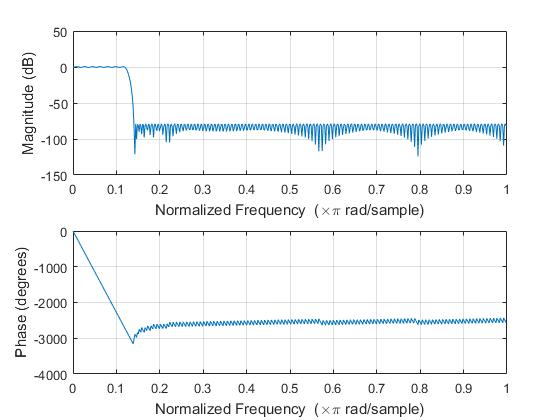 50
0
-50
-100
-150
Magnitude (dB)
0 0.1 0.2 0.3 0.4 0.5 0.6 0.7 0.8 0.9 1
Normalized Frequency (×π rad/sample)
0
-1000
-2000
-3000
-4000
Phase (degrees)
0 0.1 0.2 0.3 0.4 0.5 0.6 0.7 0.8 0.9 1
Normalized Frequency (×π rad/sample)